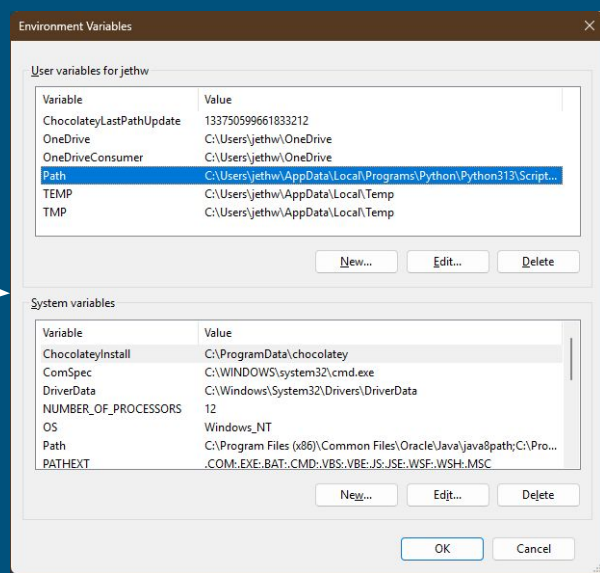 Environment Variables
User variables for jethw
Variable Value
ChocolateyLastPathUpdate 133750599661833212
OneDrive C:\Users\jethw\OneDrive
OneDriveConsumer C:\Users\jethw\OneDrive
Path C:\Users\jethw\AppData\Local\Programs\Python\Python313\Script...
TEMP C:\Users\jethw\AppData\Local\Temp
TMP C:\Users\jethw\AppData\Local\Temp
New... Edit... Delete
System variables
Variable Value
ChocolateyInstall C:\ProgramData\chocolatey
ComSpec C:\WINDOWS\system32\cmd.exe
DriverData C:\Windows\System32\Drivers\DriverData
NUMBER_OF_PROCESSORS 12
OS Windows_NT
Path C:\Program Files (x86)\Common Files\Oracle\Java\java8path;C:\Pro...
PATHEXT .COM;.EXE;.BAT;.CMD;.VBS;.VBE;.JS;.JSE;.WSF;.WSH;.MSC
New... Edit... Delete
OK Cancel